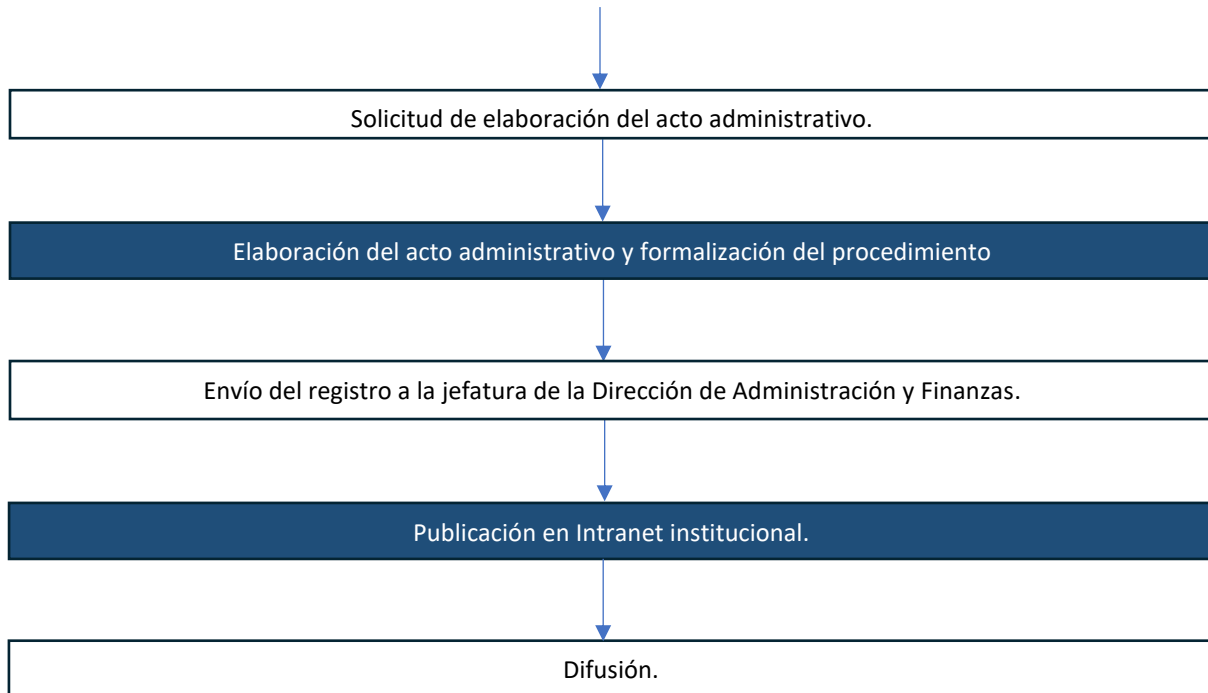 Solicitud de elaboración del acto administrativo.
Elaboración del acto administrativo y formalización del procedimiento
Envío del registro a la jefatura de la Dirección de Administración y Finanzas.
Publicación en Intranet institucional.
Difusión.